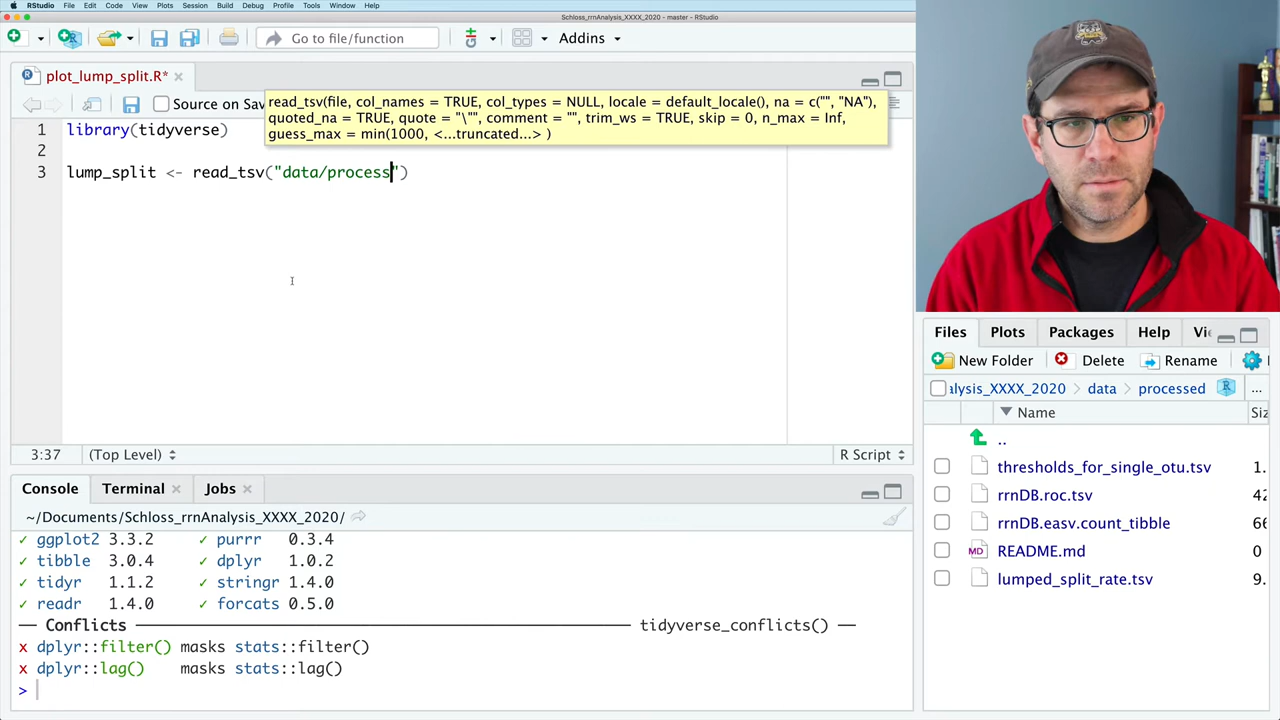 RStudio File Edit Code View Plots Session Build Debug Profile Tools Window Help
Schloss_rrnAnalysis_XXXX_2020 - master - RStudio
Go to file/function Addins
plot_lump_split.R*
Source on Sav
read_tsv(file, col_names = TRUE, col_types = NULL, locale = default_locale(), na = c("", "NA"),
quoted_na = TRUE, quote = "\"", comment = "", trim_ws = TRUE, skip = 0, n_max = Inf,
guess_max = min(1000, <...truncated...> )
1 library(tidyverse)
2
3 lump_split <- read_tsv("data/process")
3:37 (Top Level) R Script
Console Terminal Jobs
~/Documents/Schloss_rrnAnalysis_XXXX_2020/
✓ ggplot2 3.3.2 ✓ purrr 0.3.4
✓ tibble 3.0.4 ✓ dplyr 1.0.2
✓ tidyr 1.1.2 ✓ stringr 1.4.0
✓ readr 1.4.0 ✓ forcats 0.5.0
── Conflicts ── tidyverse_conflicts() ──
x dplyr::filter() masks stats::filter()
x dplyr::lag() masks stats::lag()
>
Files Plots Packages Help Vi
New Folder Delete Rename
alysis_XXXX_2020 > data > processed ...
Name Siz
..
thresholds_for_single_otu.tsv 1.
rrnDB.roc.tsv 42
rrnDB.easv.count_tibble 66
MD README.md 0
lumped_split_rate.tsv 9.